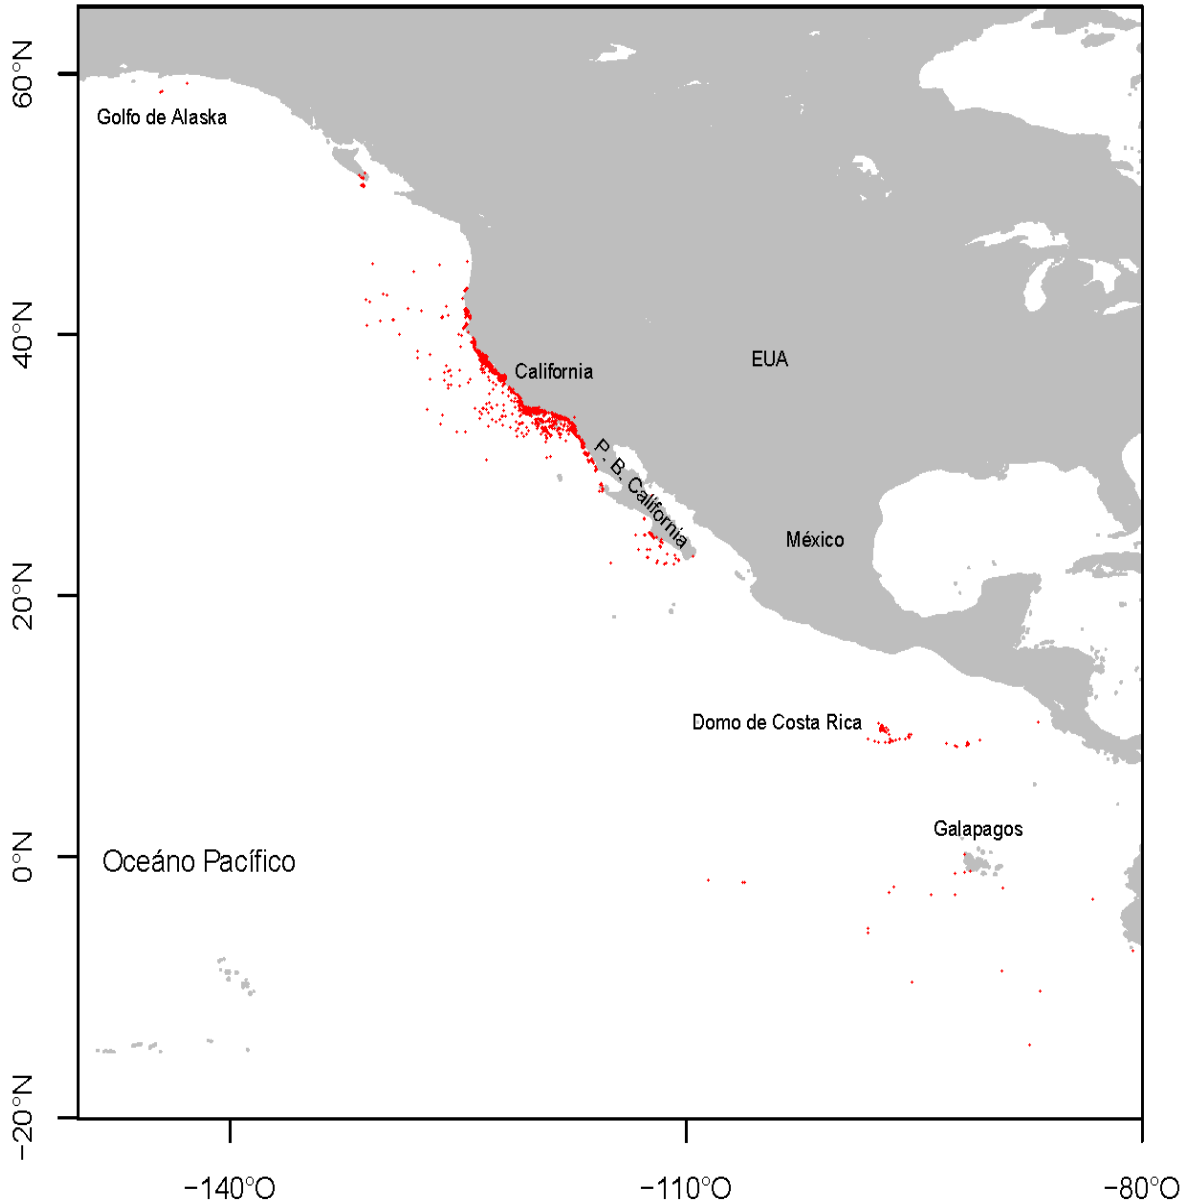 60°N
Golfo de Alaska
40°N
EUA
California
P. B. California
México
20°N
Domo de Costa Rica
Galapagos
0°N
Oceáno Pacífico
−20°N
−140°O
−110°O
−80°O